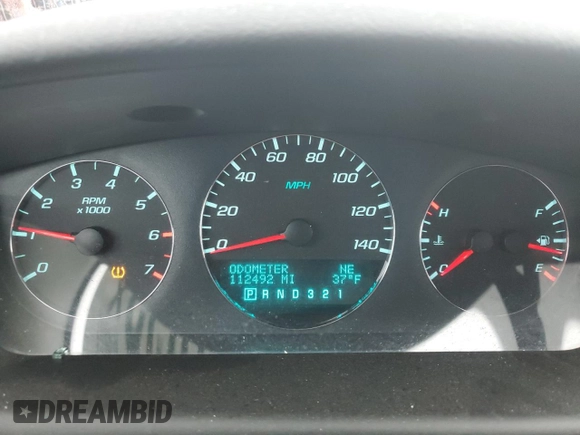 0
1
2
3
4
5
6
7
RPM
x1000
0
20
40
60
80
100
120
140
MPH
ODOMETER NE
112492 MI 37°F
P R N D 3 2 1
H
C
F
E
DREAMBID